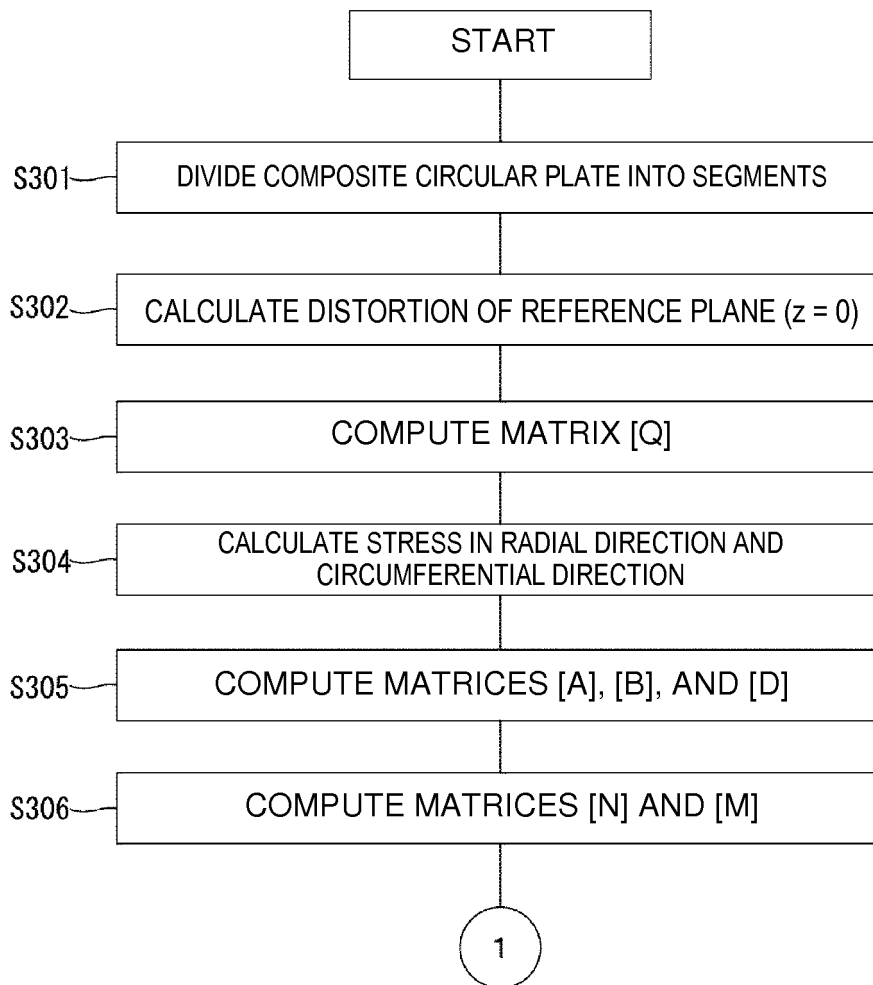 START
S301
DIVIDE COMPOSITE CIRCULAR PLATE INTO SEGMENTS
S302
CALCULATE DISTORTION OF REFERENCE PLANE (z = 0)
S303
COMPUTE MATRIX [Q]
S304
CALCULATE STRESS IN RADIAL DIRECTION AND
CIRCUMFERENTIAL DIRECTION
S305
COMPUTE MATRICES [A], [B], AND [D]
S306
COMPUTE MATRICES [N] AND [M]
1